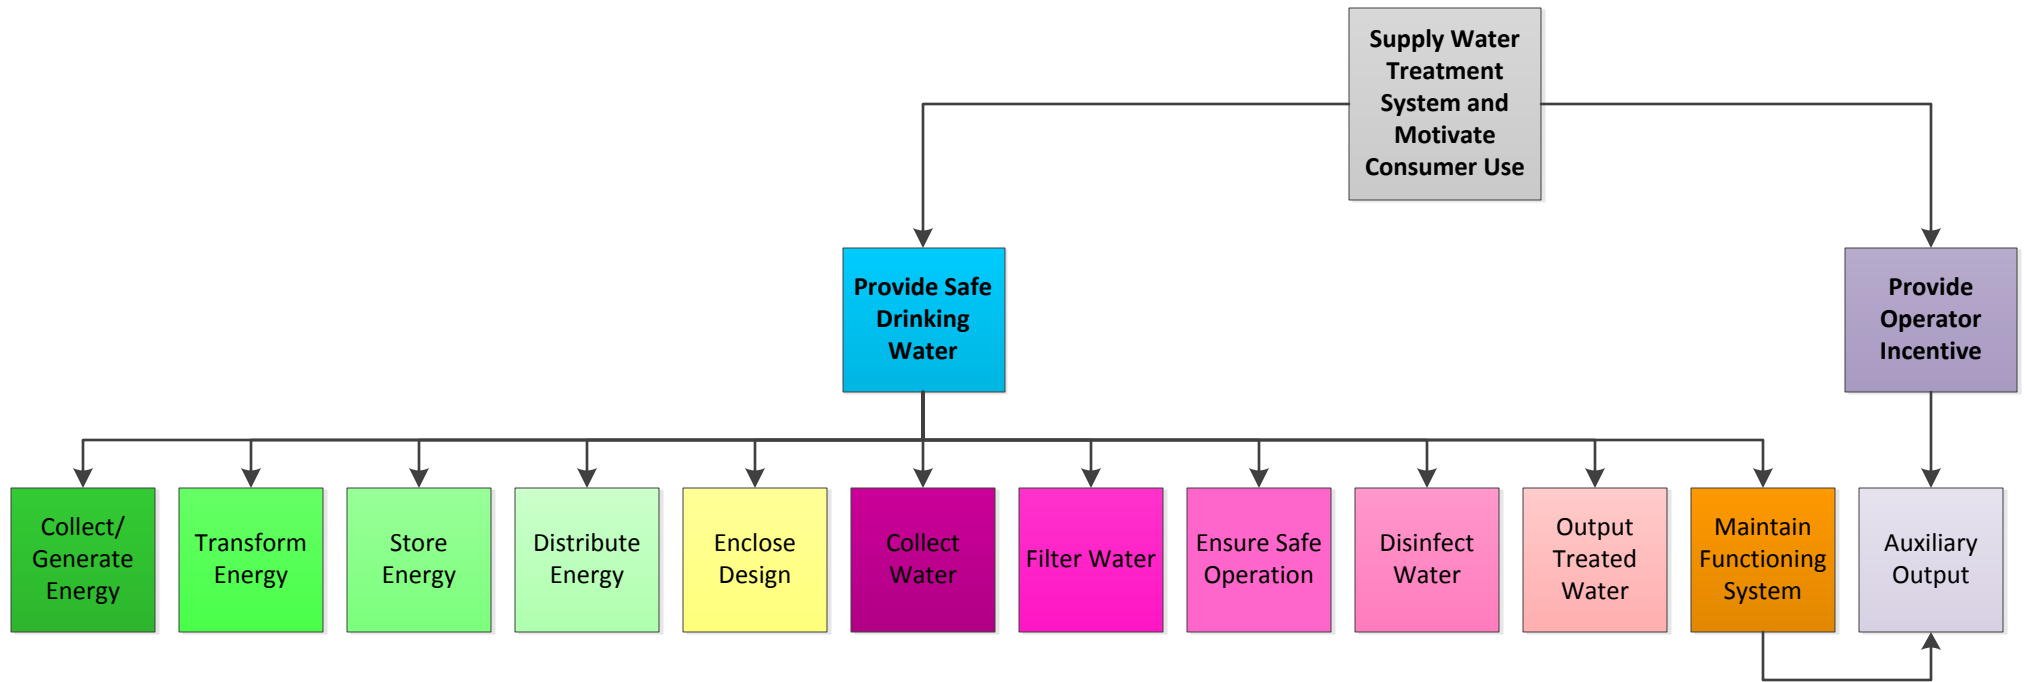 Supply Water
Treatment
System and
Motivate
Consumer Use
Provide Safe
Drinking
Water
Provide
Operator
Incentive
Collect/
Generate
Energy
Transform
Energy
Store
Energy
Distribute
Energy
Enclose
Design
Collect
Water
Filter Water
Ensure Safe
Operation
Disinfect
Water
Output
Treated
Water
Maintain
Functioning
System
Auxiliary
Output